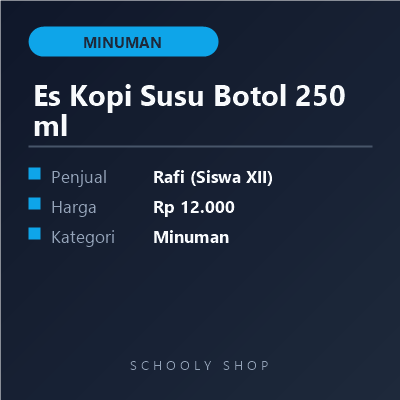 MINUMAN
Es Kopi Susu Botol 250
ml
Penjual Rafi (Siswa XII)
Harga Rp 12.000
Kategori Minuman
SCHOOLY SHOP